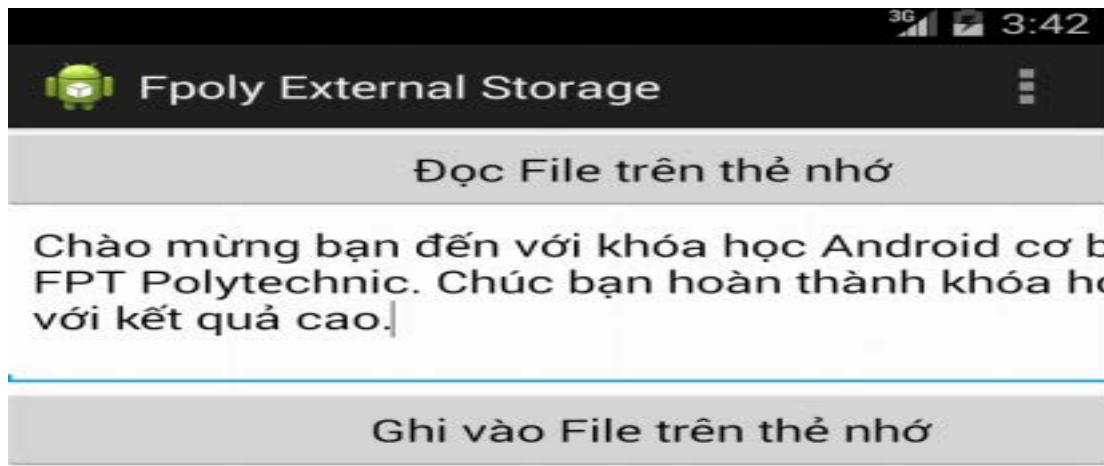 3G 3:42
Fpoly External Storage
Đọc File trên thẻ nhớ
Chào mừng bạn đến với khóa học Android cơ
FPT Polytechnic. Chúc bạn hoàn thành khóa
với kết quả cao.
Ghi vào File trên thẻ nhớ